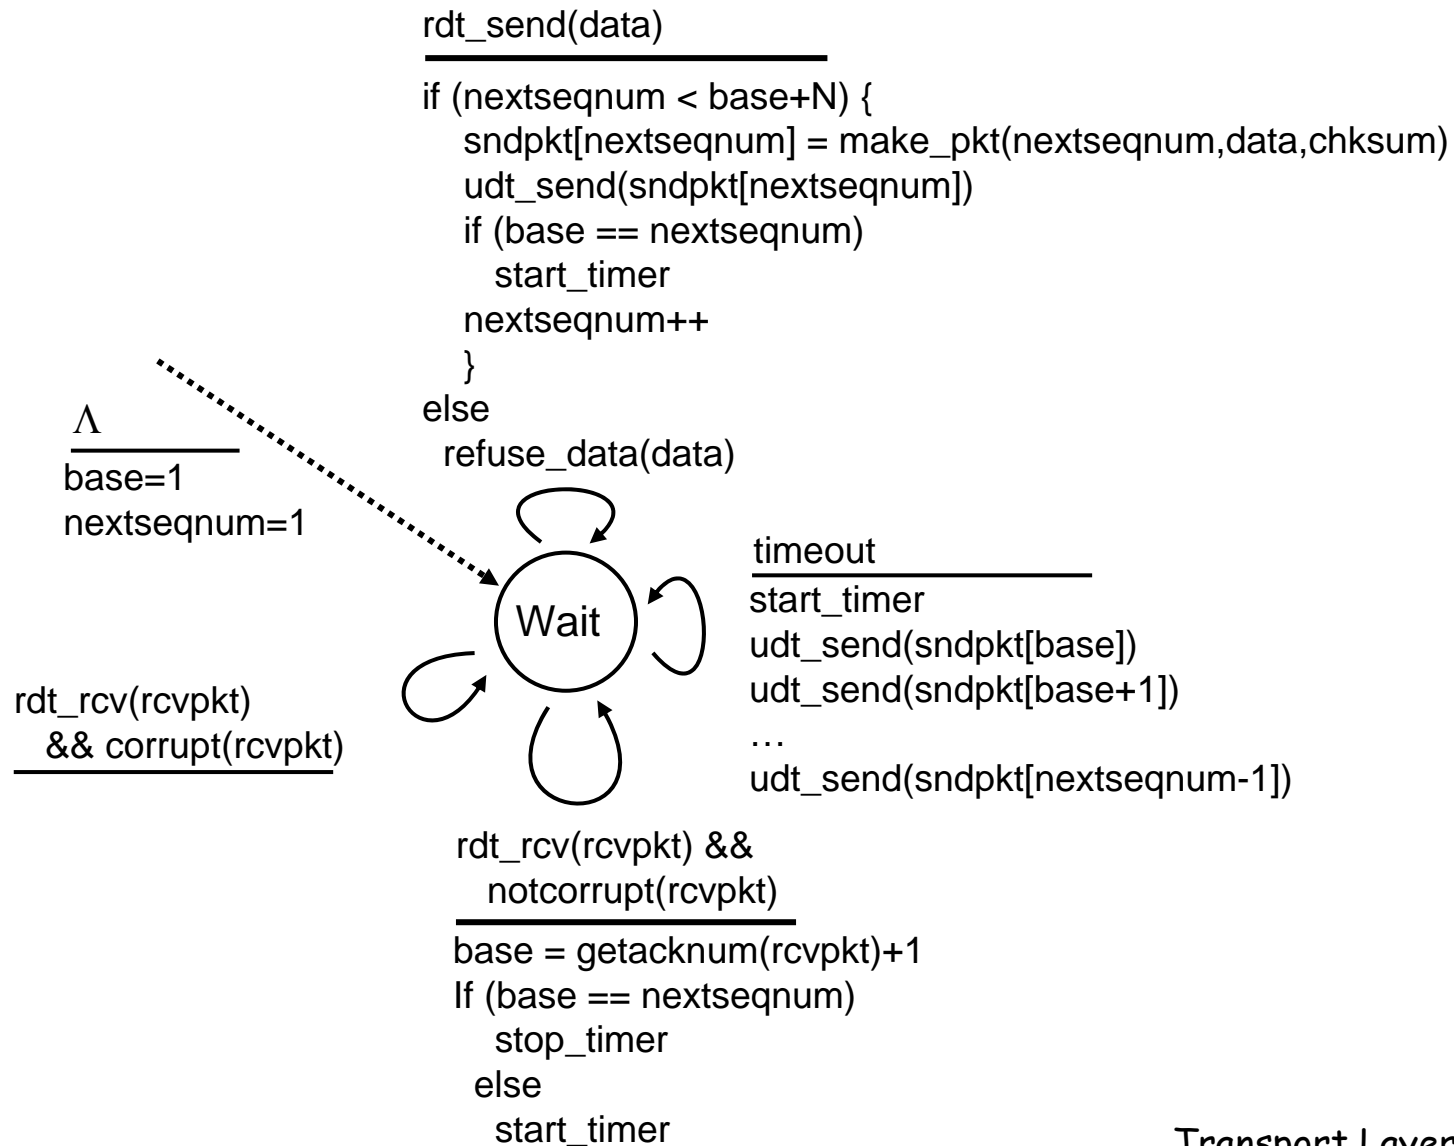 rdt_send(data)
if (nextseqnum < base+N) {
sndpkt[nextseqnum] = make_pkt(nextseqnum,data,chksum)
udt_send(sndpkt[nextseqnum])
if (base == nextseqnum)
start_timer
nextseqnum++
}
else
refuse_data(data)
Λ
base=1
nextseqnum=1
Wait
timeout
start_timer
udt_send(sndpkt[base])
udt_send(sndpkt[base+1])
…
udt_send(sndpkt[nextseqnum-1])
rdt_rcv(rcvpkt)
&& corrupt(rcvpkt)
rdt_rcv(rcvpkt) &&
notcorrupt(rcvpkt)
base = getacknum(rcvpkt)+1
If (base == nextseqnum)
stop_timer
else
start_timer
Transport Layer